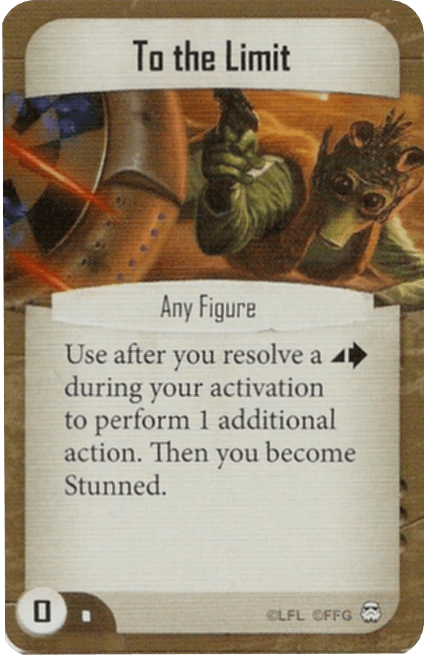 To the Limit
Any Figure
Use after you resolve a
during your activation
to perform 1 additional
action. Then you become
Stunned.
0
©LFL ©FFG